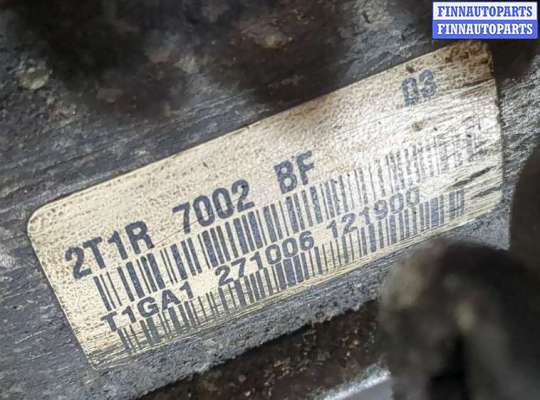 FINNAUTOPARTS
FINNAUTOPARTS
03
2T1R 7002 BF
T1GA1 271006 121900